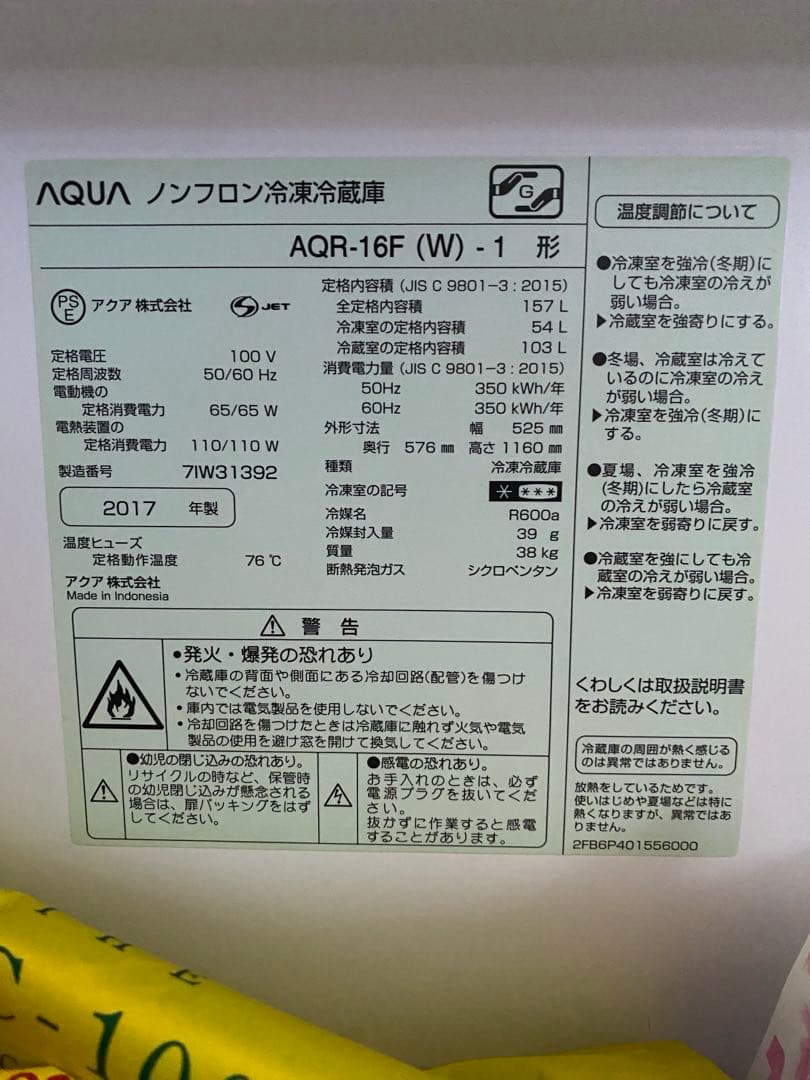 AQUA ノンフロン冷凍冷蔵庫
G
AQR-16F (W) - 1 形
PS E アクア 株式会社 S JET
定格電圧 100 V
定格周波数 50/60 Hz
電動機の
定格消費電力 65/65 W
電熱装置の
定格消費電力 110/110 W
製造番号 7IW31392
2017 年製
温度ヒューズ
定格動作温度 76 ℃
アクア 株式会社
Made in Indonesia
定格内容積 (JIS C 9801-3 : 2015)
全定格内容積 157 L
冷凍室の定格内容積 54 L
冷蔵室の定格内容積 103 L
消費電力量 (JIS C 9801-3 : 2015)
50Hz 350 kWh/年
60Hz 350 kWh/年
外形寸法 幅 525 ㎜
奥行 576 ㎜ 高さ 1160 ㎜
種類 冷凍冷蔵庫
冷凍室の記号 * ***
冷媒名 R600a
冷媒封入量 39 g
質量 38 kg
断熱発泡ガス シクロペンタン
⚠ 警 告
•発火・爆発の恐れあり
・冷蔵庫の背面や側面にある冷却回路(配管)を傷つけ
ないでください。
・庫内では電気製品を使用しないでください。
・冷却回路を傷つけたときは冷蔵庫に触れず火気や電気
製品の使用を避け窓を開けて換気してください。
●幼児の閉じ込みの恐れあり。
リサイクルの時など、保管時
の幼児閉じ込みが懸念される
場合は、扉パッキングをはず
してください。
●感電の恐れあり。
お手入れのときは、必ず
電源プラグを抜いてくださ
い。
抜かずに作業すると感電
することがあります。
温度調節について
●冷凍室を強冷(冬期)に
しても冷凍室の冷えが
弱い場合。
▶冷蔵室を強寄りにする。
●冬場、冷蔵室は冷えて
いるのに冷凍室の冷え
が弱い場合。
▶冷凍室を強冷(冬期)に
する。
●夏場、冷凍室を強冷
(冬期)にしたら冷蔵室
の冷えが弱い場合。
▶冷凍室を弱寄りに戻す。
●冷蔵室を強にしても冷
蔵室の冷えが弱い場合。
▶冷凍室を弱寄りに戻す。
くわしくは取扱説明書
をお読みください。
冷蔵庫の周囲が熱く感じる
のは異常ではありません。
放熱をしているためです。
使いはじめや夏場などは特に
熱くなりますが、異常ではあ
りません。
2FB6P401556000
THE
C-100